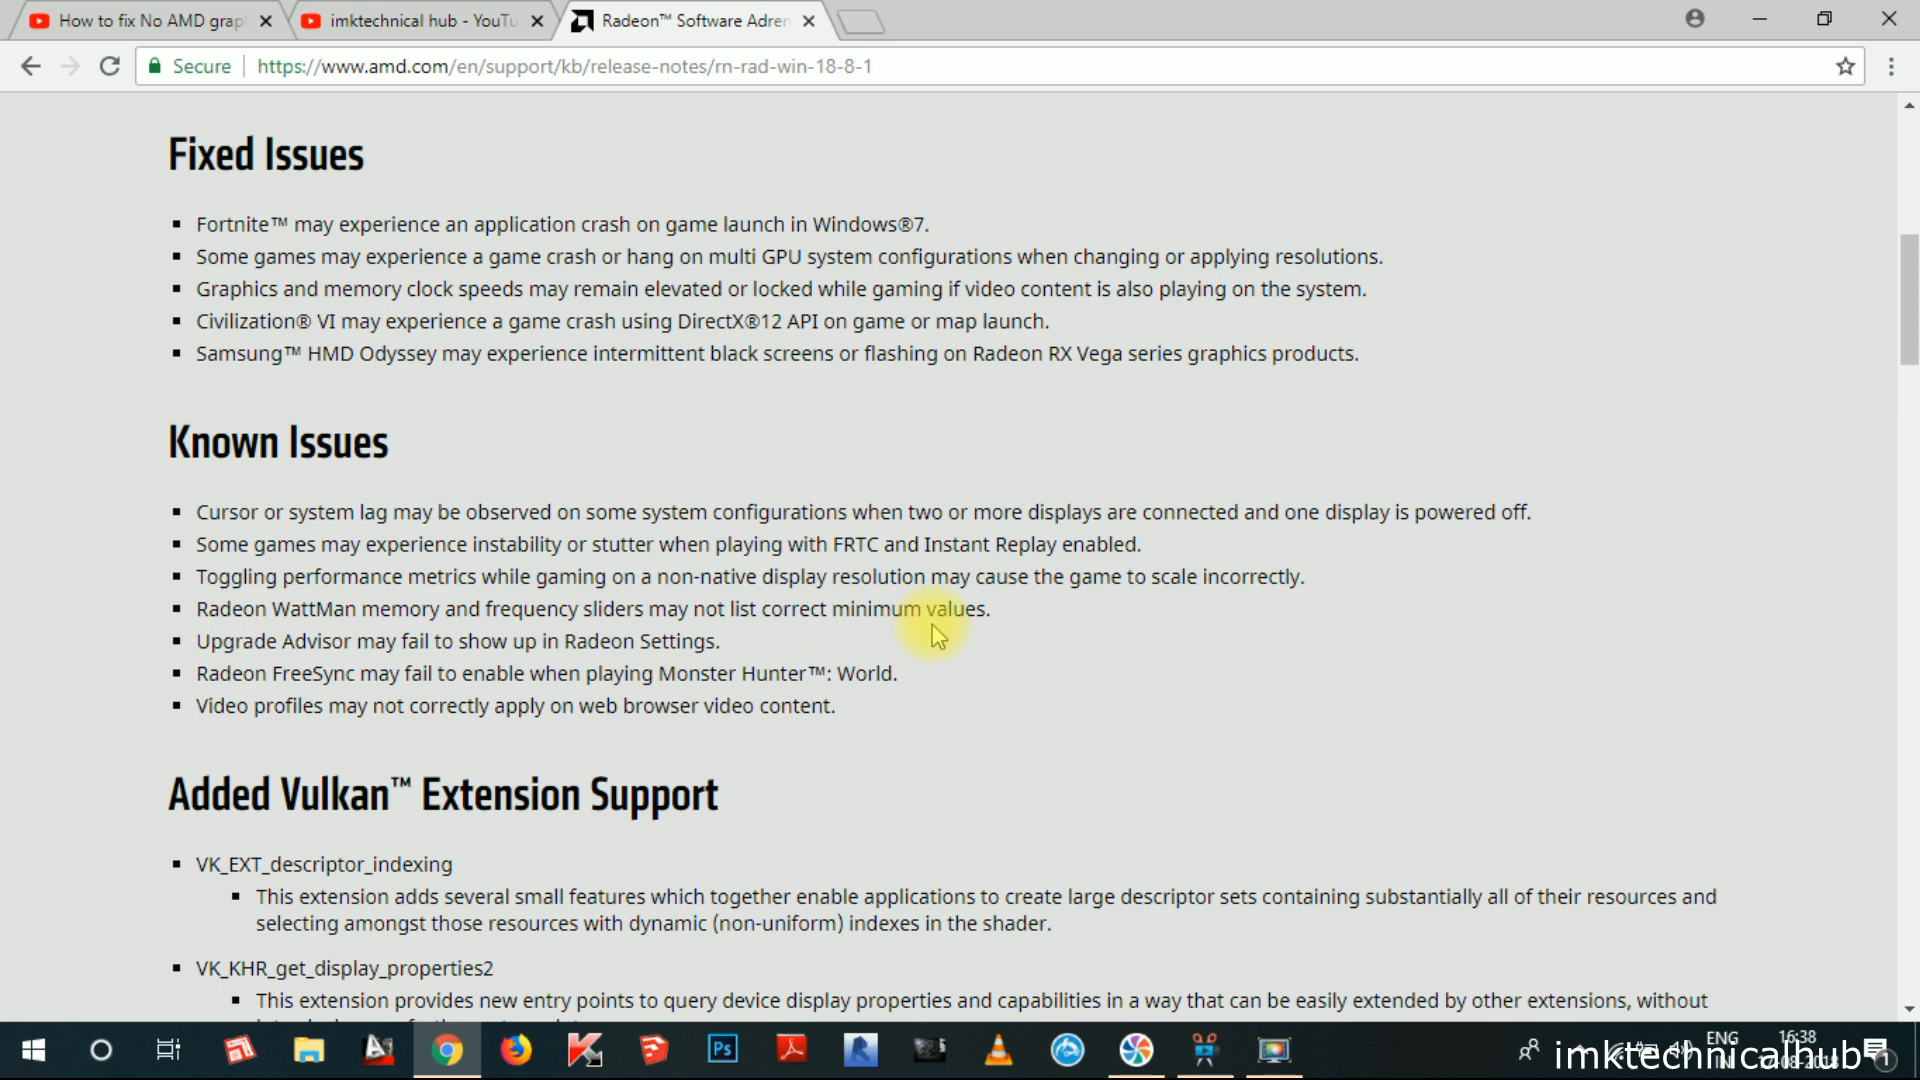 How to fix No AMD grap
imktechnical hub - YouTu
Radeon™ Software Adren
Secure
https://www.amd.com/en/support/kb/release-notes/rn-rad-win-18-8-1
Fixed Issues
Fortnite™ may experience an application crash on game launch in Windows®7.
Some games may experience a game crash or hang on multi GPU system configurations when changing or applying resolutions.
Graphics and memory clock speeds may remain elevated or locked while gaming if video content is also playing on the system.
Civilization® VI may experience a game crash using DirectX®12 API on game or map launch.
Samsung™ HMD Odyssey may experience intermittent black screens or flashing on Radeon RX Vega series graphics products.
Known Issues
Cursor or system lag may be observed on some system configurations when two or more displays are connected and one display is powered off.
Some games may experience instability or stutter when playing with FRTC and Instant Replay enabled.
Toggling performance metrics while gaming on a non-native display resolution may cause the game to scale incorrectly.
Radeon WattMan memory and frequency sliders may not list correct minimum values.
Upgrade Advisor may fail to show up in Radeon Settings.
Radeon FreeSync may fail to enable when playing Monster Hunter™: World.
Video profiles may not correctly apply on web browser video content.
Added Vulkan™ Extension Support
VK_EXT_descriptor_indexing
This extension adds several small features which together enable applications to create large descriptor sets containing substantially all of their resources and
selecting amongst those resources with dynamic (non-uniform) indexes in the shader.
VK_KHR_get_display_properties2
This extension provides new entry points to query device display properties and capabilities in a way that can be easily extended by other extensions, without
Ps
ENG
16:38
imktechnicalhub
1